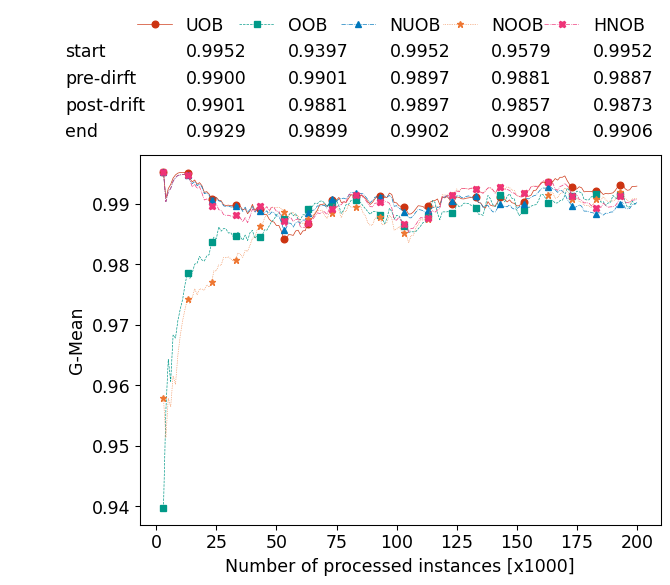 UOB OOB NUOB NOOB HNOB
start 0.9952 0.9397 0.9952 0.9579 0.9952
pre-dirft 0.9900 0.9901 0.9897 0.9881 0.9887
post-drift 0.9901 0.9881 0.9897 0.9857 0.9873
end 0.9929 0.9899 0.9902 0.9908 0.9906
0.99
0.98
0.97
0.96
0.95
0.94
G-Mean
0 25 50 75 100 125 150 175 200
Number of processed instances [x1000]